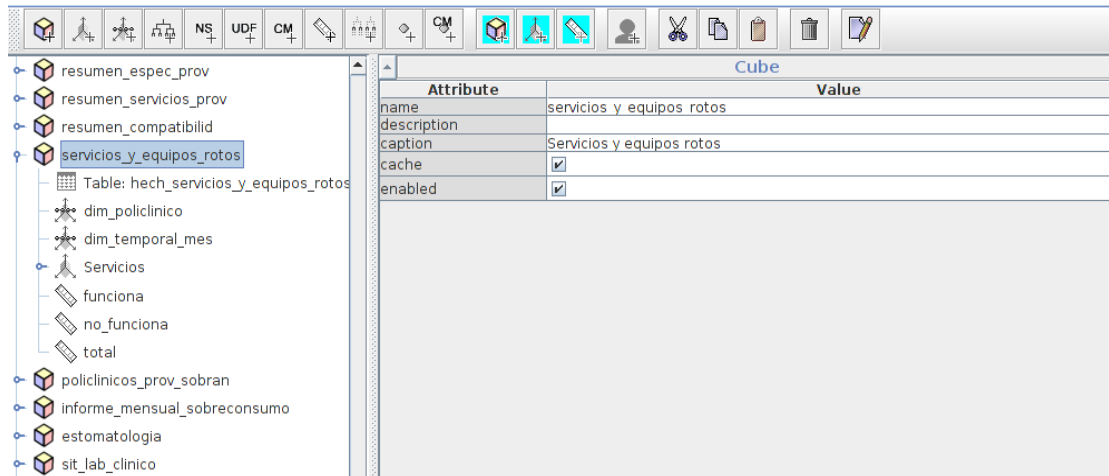 NS UDF CM CM
resumen_espec_prov
resumen_servicios_prov
resumen_compatibilid
servicios_y_equipos_rotos
Table: hech_servicios_y_equipos_rotos
dim_policlinico
dim_temporal_mes
Servicios
funciona
no_funciona
total
policlinicos_prov_sobran
informe_mensual_sobreconsumo
estomatologia
sit_lab_clinico
Cube
Attribute Value
name servicios_y_equipos_rotos
description
caption Servicios y equipos rotos
cache
enabled